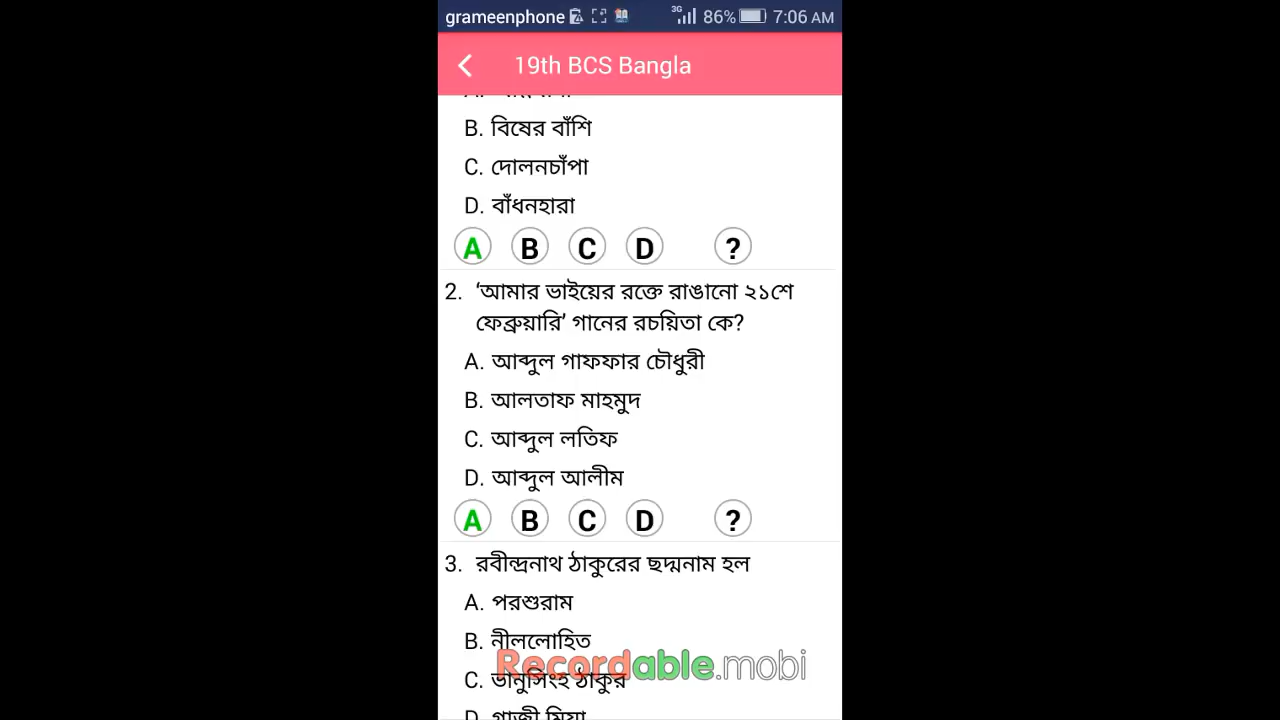 grameenphone 3G 86% 7:06 AM
19th BCS Bangla
B. বিষের বাঁশি
C. দোলনচাঁপা
D. বাঁধনহারা
A B C D ?
2. ‘আমার ভাইয়ের রক্তে রাঙানো ২১শে
ফেব্রুয়ারি’ গানের রচয়িতা কে?
A. আব্দুল গাফফার চৌধুরী
B. আলতাফ মাহমুদ
C. আব্দুল লতিফ
D. আব্দুল আলীম
A B C D ?
3. রবীন্দ্রনাথ ঠাকুরের ছদ্মনাম হল
A. পরশুরাম
B. নীললোহিত
Recordable.mobi
C. ভানুসিংহ ঠাকুর
D. গাজী মিয়া